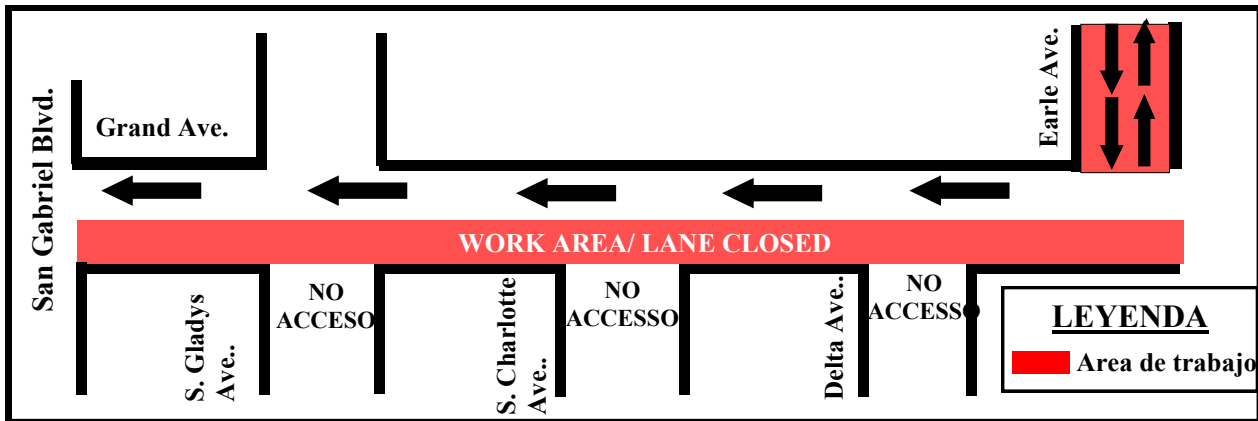 San Gabriel Blvd.
Grand Ave.
Earle Ave.
WORK AREA/ LANE CLOSED
S. Gladys
Ave..
NO
ACCESO
S. Charlotte
Ave..
NO
ACCESSO
Delta Ave..
NO
ACCESSO
LEYENDA
Area de trabajo